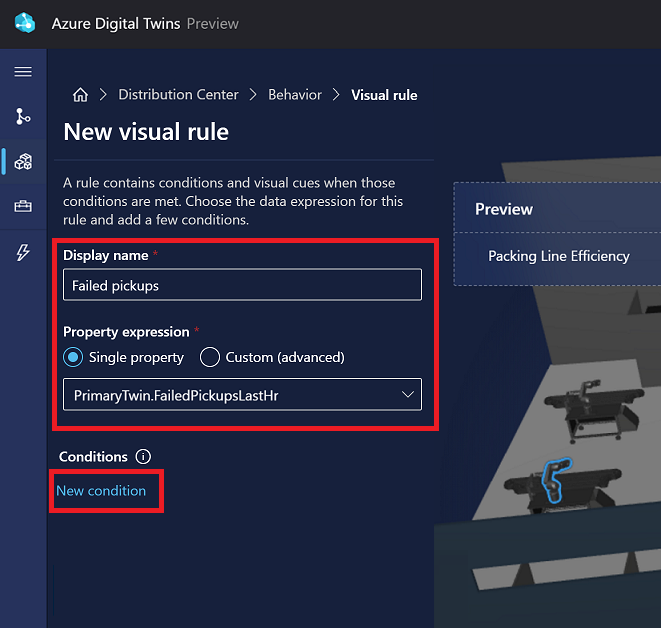 Azure Digital Twins Preview
Distribution Center > Behavior > Visual rule
New visual rule
A rule contains conditions and visual cues when those
conditions are met. Choose the data expression for this
rule and add a few conditions.
Display name *
Failed pickups
Property expression *
Single property Custom (advanced)
PrimaryTwin.FailedPickupsLastHr
Conditions
New condition
Preview
Packing Line Efficiency